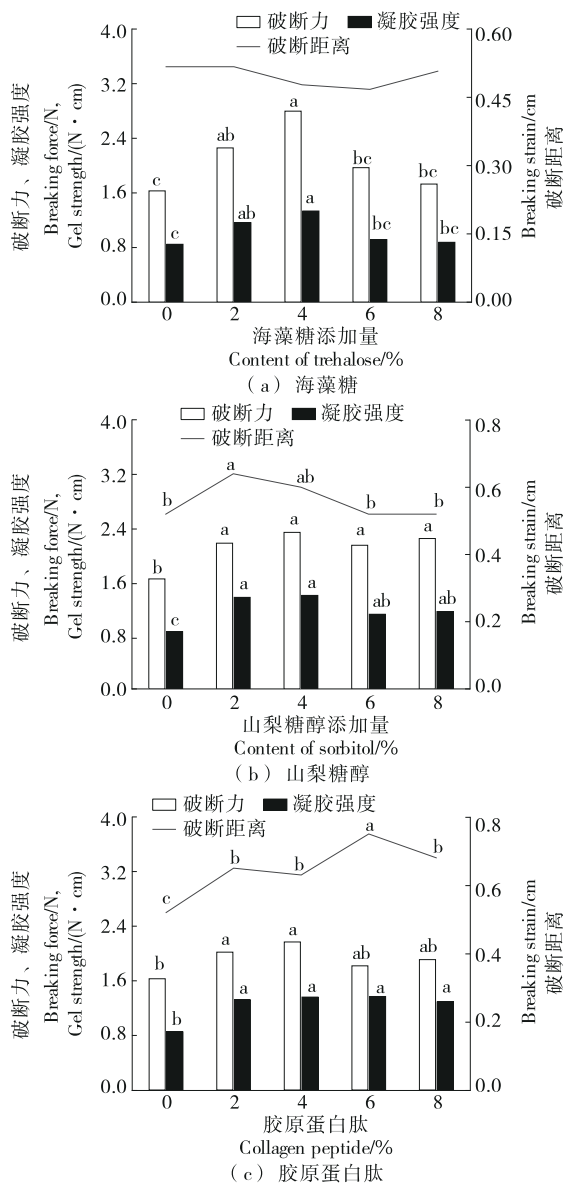 破断力 凝胶强度
破断距离
4.0
3.2
2.4
1.6
0.8
0.0
0.60
0.45
0.30
0.15
0.00
破断力、凝胶强度
Breaking force/N,
Gel strength/(N·cm)
Breaking strain/cm
破断距离
c ab a bc bc
c ab a bc bc
0 2 4 6 8
海藻糖添加量
Content of trehalose/%
(a) 海藻糖
破断力 凝胶强度
破断距离
4.0
3.2
2.4
1.6
0.8
0.0
0.8
0.6
0.4
0.2
0.0
破断力、凝胶强度
Breaking force/N,
Gel strength/(N·cm)
Breaking strain/cm
破断距离
b a ab b b
b a a a a
c a a ab ab
0 2 4 6 8
山梨糖醇添加量
Content of sorbitol/%
(b) 山梨糖醇
破断力 凝胶强度
破断距离
4.0
3.2
2.4
1.6
0.8
0.0
0.8
0.6
0.4
0.2
0.0
破断力、凝胶强度
Breaking force/N,
Gel strength/(N·cm)
Breaking strain/cm
破断距离
c b b a b
b a a ab ab
b a a a a
0 2 4 6 8
胶原蛋白肽
Collagen peptide/%
(c) 胶原蛋白肽